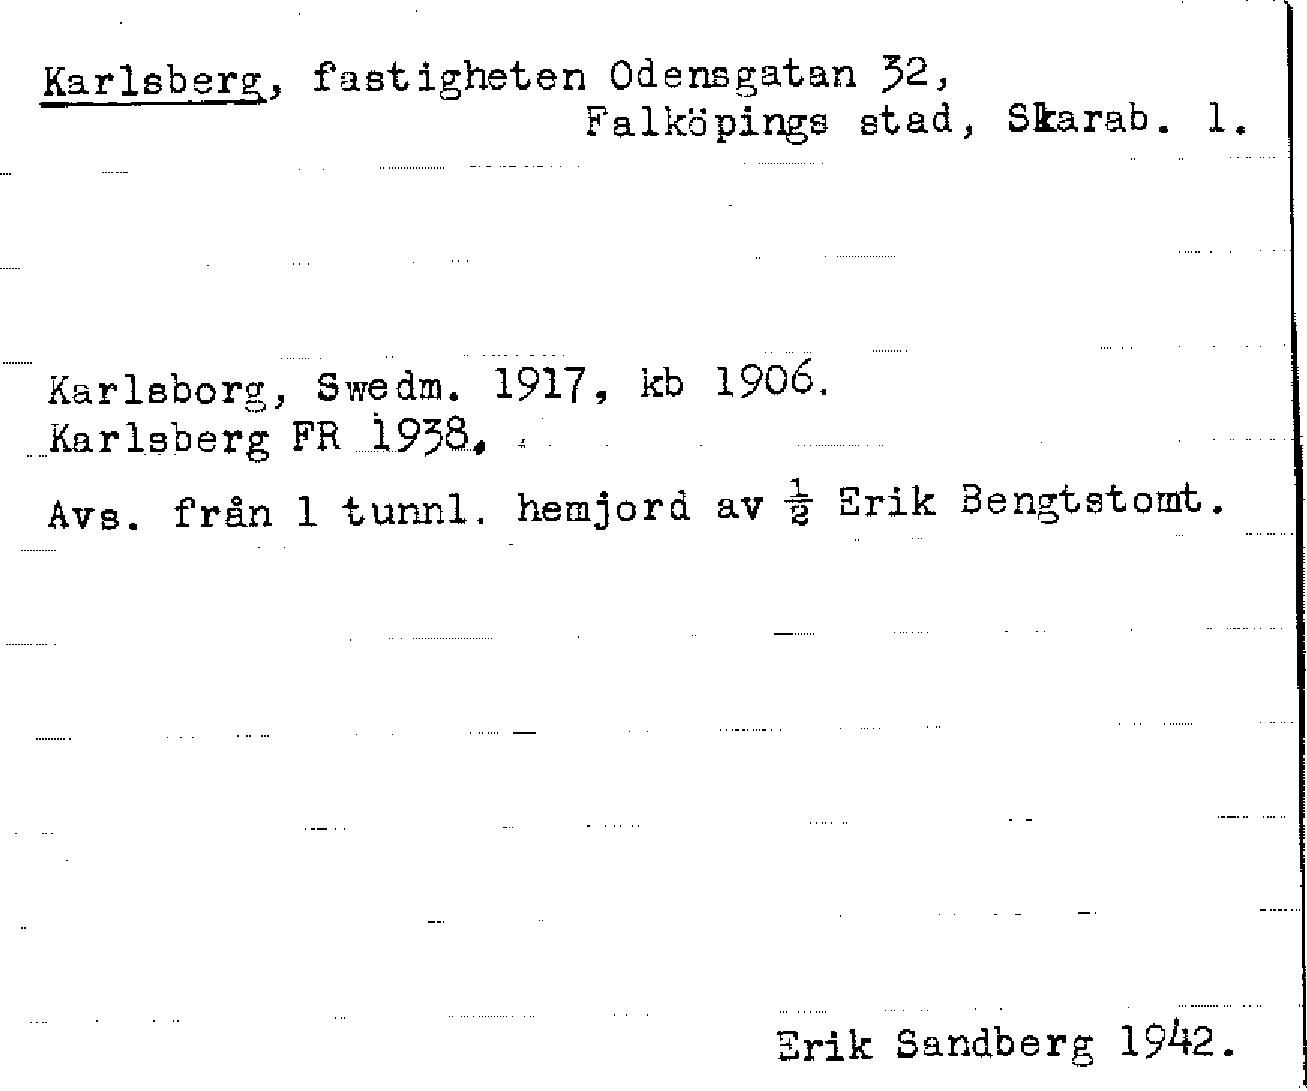 Karlsberg, fastigheten Odensgatan 32,
Falköpings stad, Skarab. l.
Karlsborg, Swedm. 1917, kb 1906.
Karlsberg FR 1938.
Avs. från 1 tunnl. hemjord av ½ Erik Bengtstomt.
Erik Sandberg 1942.